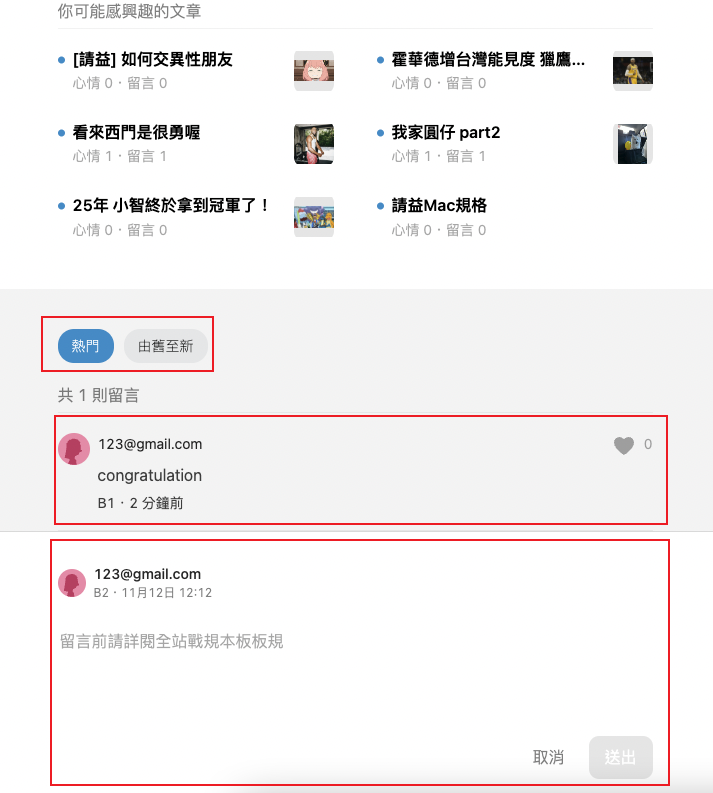 你可能感興趣的文章
[請益] 如何交異性朋友
心情 0・留言 0
霍華德增台灣能見度 獵鷹...
心情 0・留言 0
看來西門是很勇喔
心情 1・留言 1
我家圓仔 part2
心情 1・留言 1
25年 小智終於拿到冠軍了！
心情 0・留言 0
請益Mac規格
心情 0・留言 0
熱門
由舊至新
共 1 則留言
123@gmail.com
0
congratulation
B1・2 分鐘前
123@gmail.com
B2・11月12日 12:12
留言前請詳閱全站戰規本板板規
取消
送出